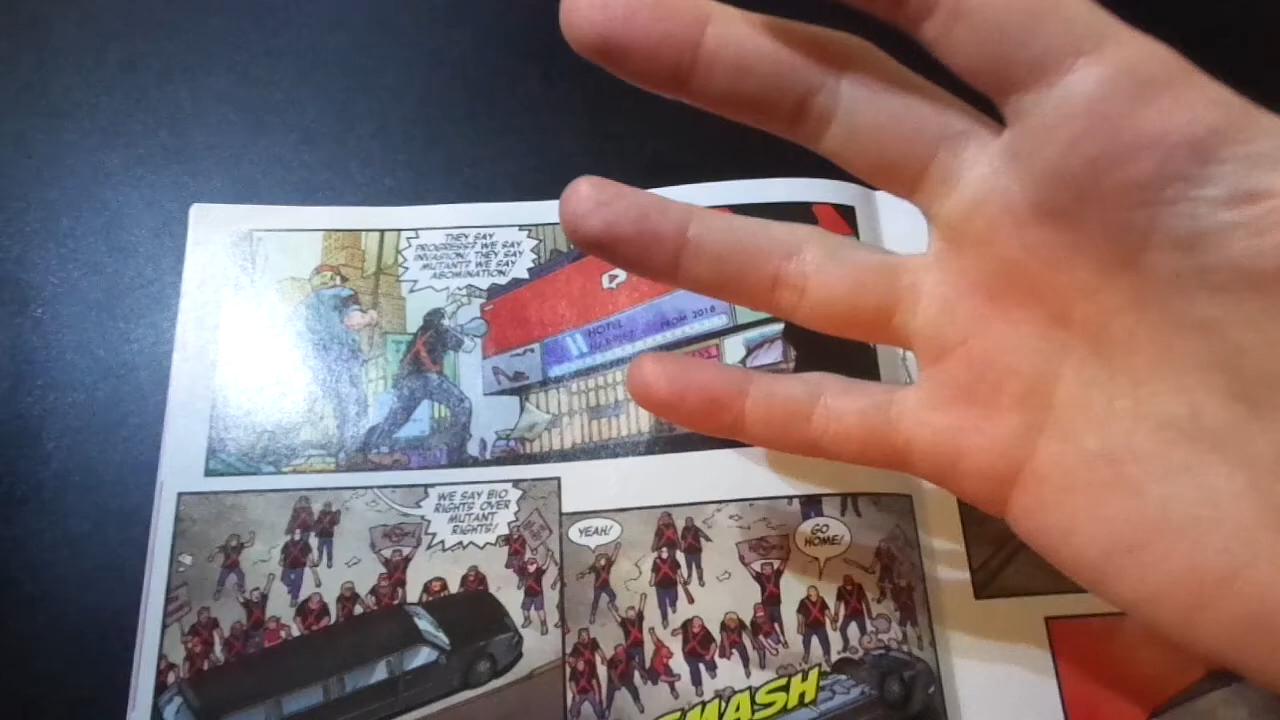 THEY SAY
PROGRESS? WE SAY
INVASION! THEY SAY
MUTANT? WE SAY
ABOMINATION!
HOTEL
FROM 2016
WE SAY BIO
RIGHTS OVER
MUTANT
RIGHTS!
YEAH!
GO
HOME!
SMASH